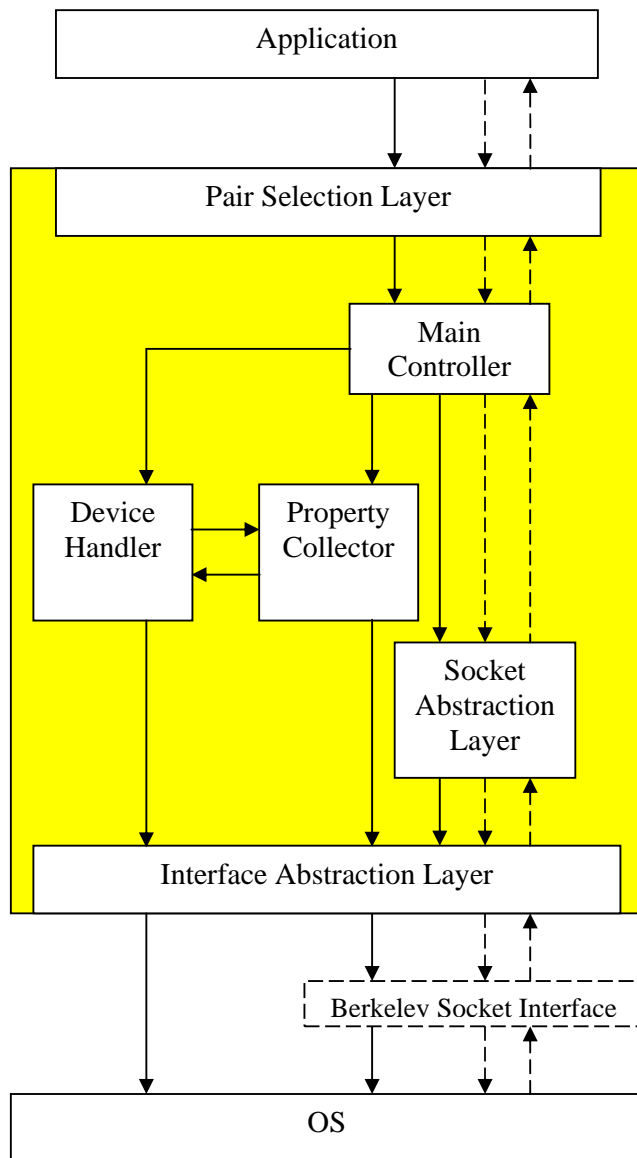 Application
Pair Selection Layer
Main
Controller
Device
Handler
Property
Collector
Socket
Abstraction
Layer
Interface Abstraction Layer
Berkelev Socket Interface
OS